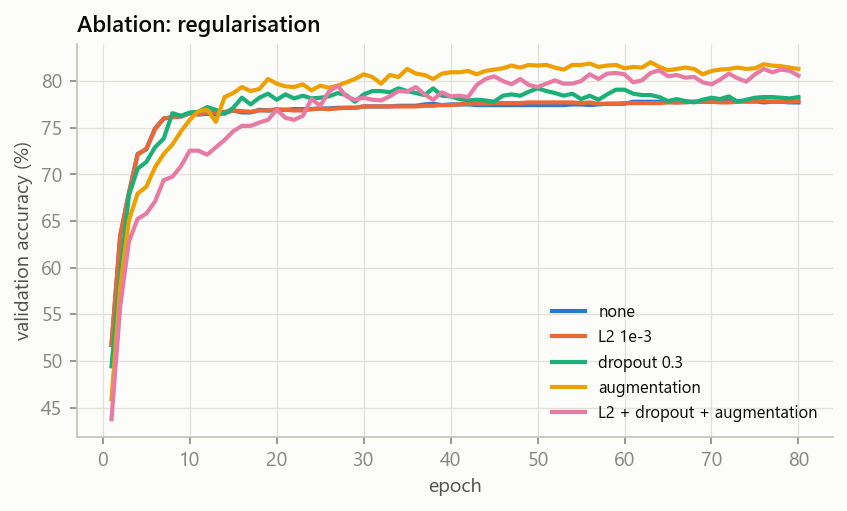 Ablation: regularisation
validation accuracy (%)
80
75
70
65
60
55
50
45
none
L2 1e-3
dropout 0.3
augmentation
L2 + dropout + augmentation
0 10 20 30 40 50 60 70 80
epoch